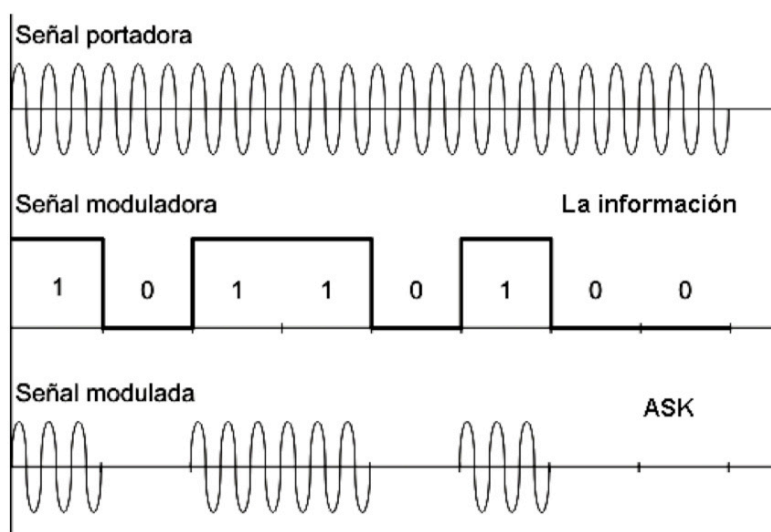 Señal portadora
Señal moduladora La información
1 0 1 1 0 1 0 0
Señal modulada ASK